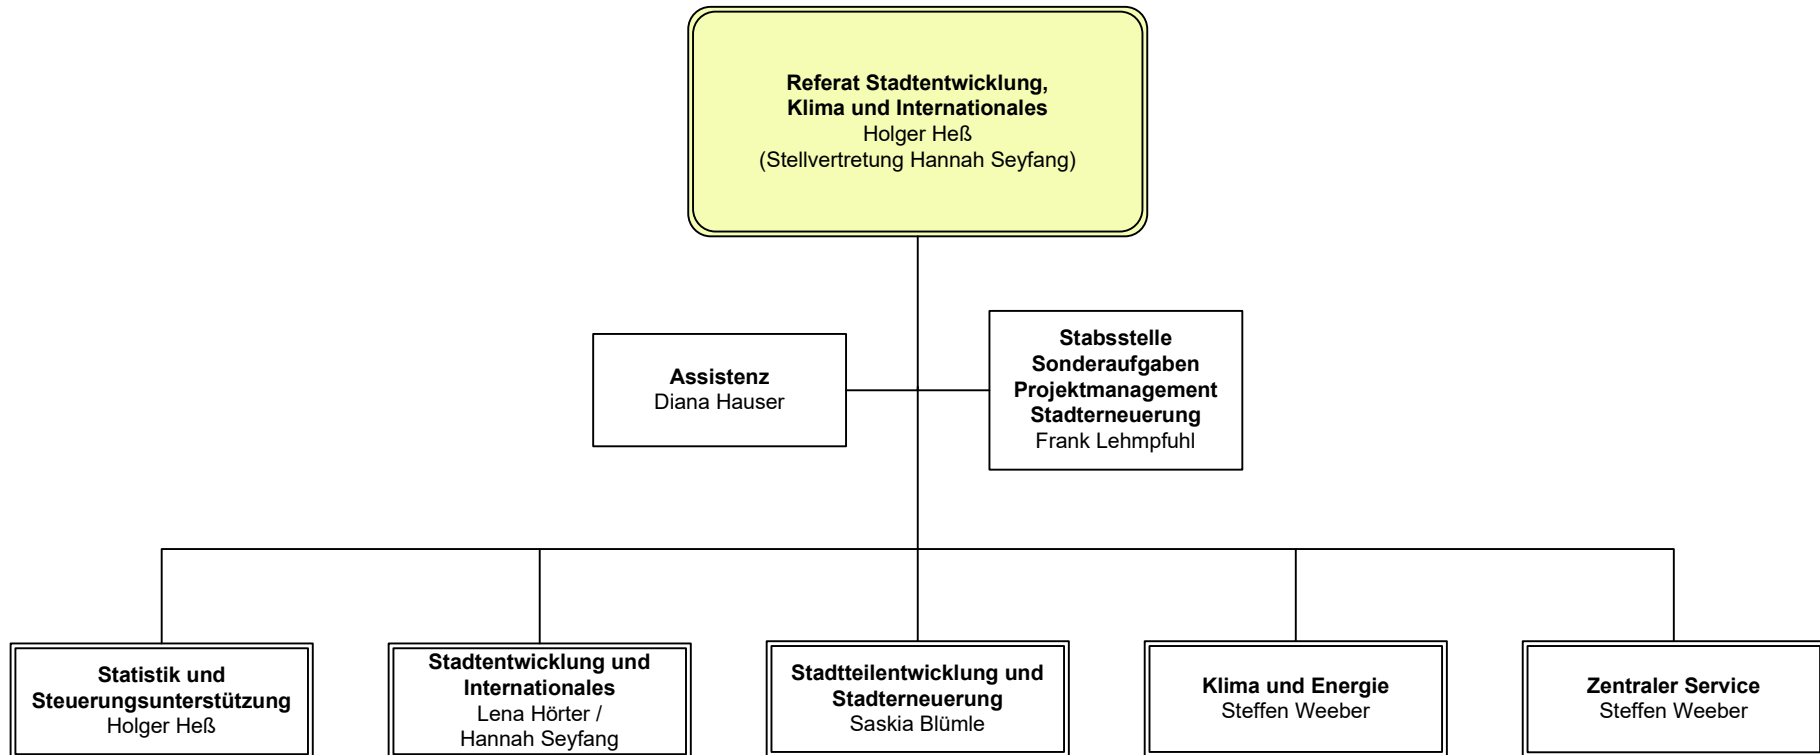 Referat Stadtentwicklung,
Klima und Internationales
Holger Heß
(Stellvertretung Hannah Seyfang)
Assistenz
Diana Hauser
Stabsstelle
Sonderaufgaben
Projektmanagement
Stadterneuerung
Frank Lehmpfuhl
Statistik und
Steuerungsunterstützung
Holger Heß
Stadtentwicklung und
Internationales
Lena Hörter /
Hannah Seyfang
Stadtteilentwicklung und
Stadterneuerung
Saskia Blümle
Klima und Energie
Steffen Weeber
Zentraler Service
Steffen Weeber